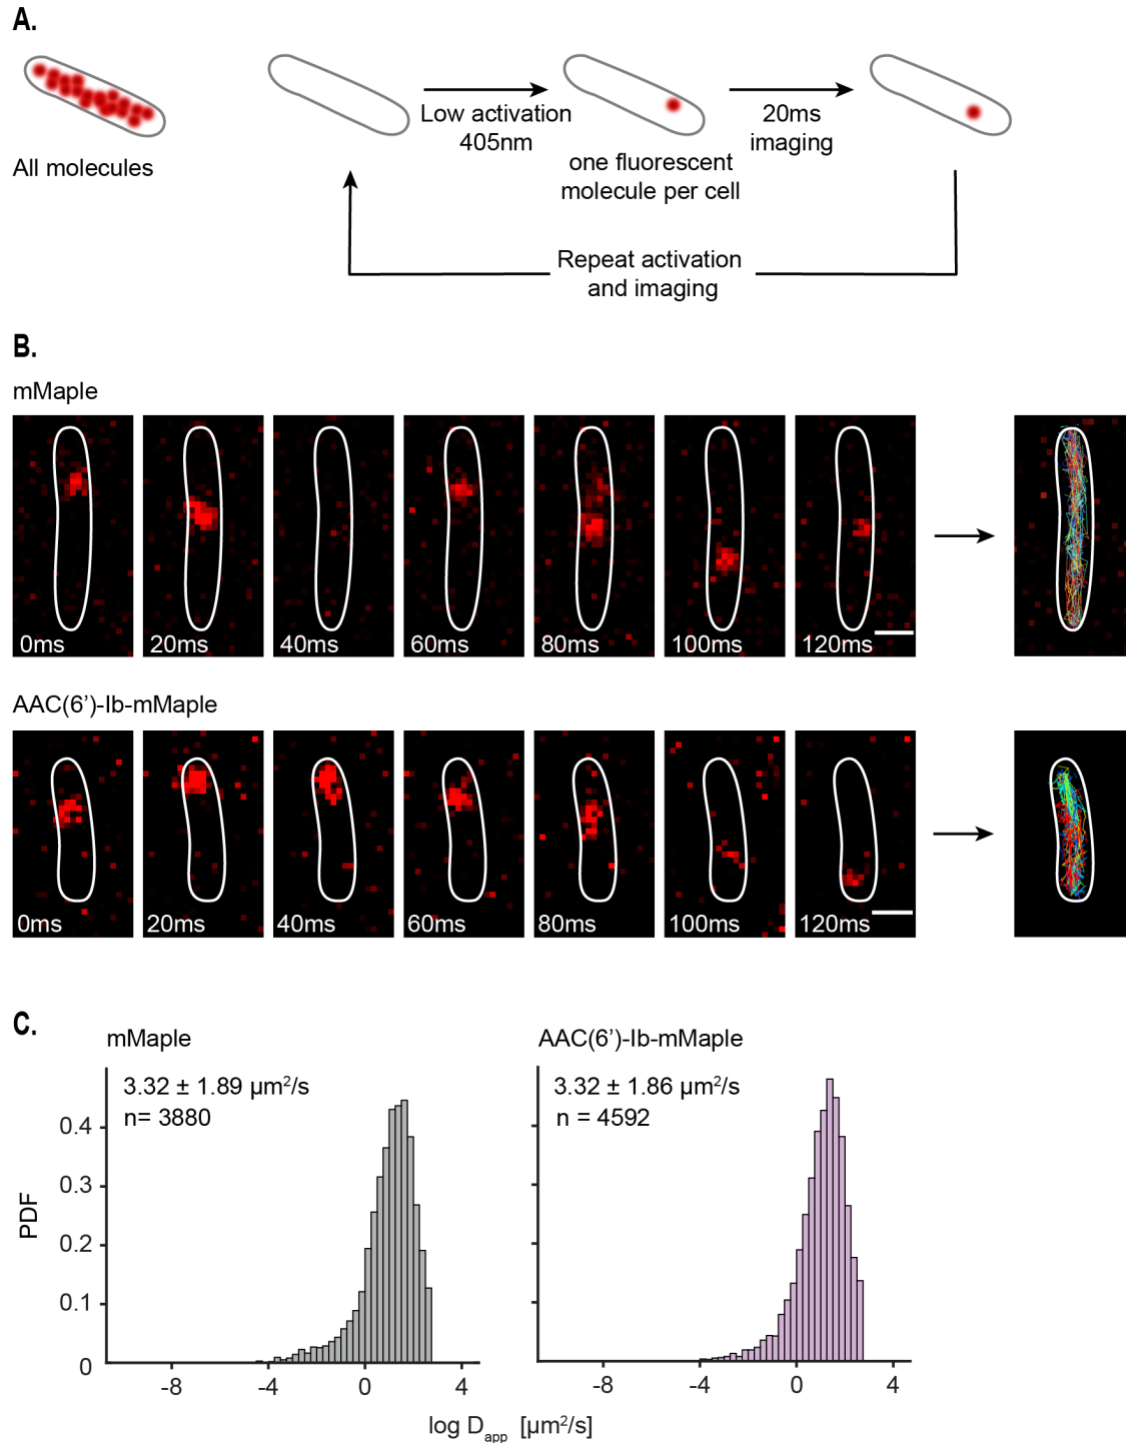 A.
All molecules
Low activation
405nm
one fluorescent
molecule per cell
20ms
imaging
Repeat activation
and imaging
B.
mMaple
0ms
20ms
40ms
60ms
80ms
100ms
120ms
AAC(6’)-Ib-mMaple
0ms
20ms
40ms
60ms
80ms
100ms
120ms
C.
mMaple
3.32 ± 1.89 µm²/s
n= 3880
PDF
0.4
0.3
0.2
0.1
0
-8
-4
0
4
AAC(6’)-Ib-mMaple
3.32 ± 1.86 µm²/s
n = 4592
-8
-4
0
4
log Dapp [µm²/s]